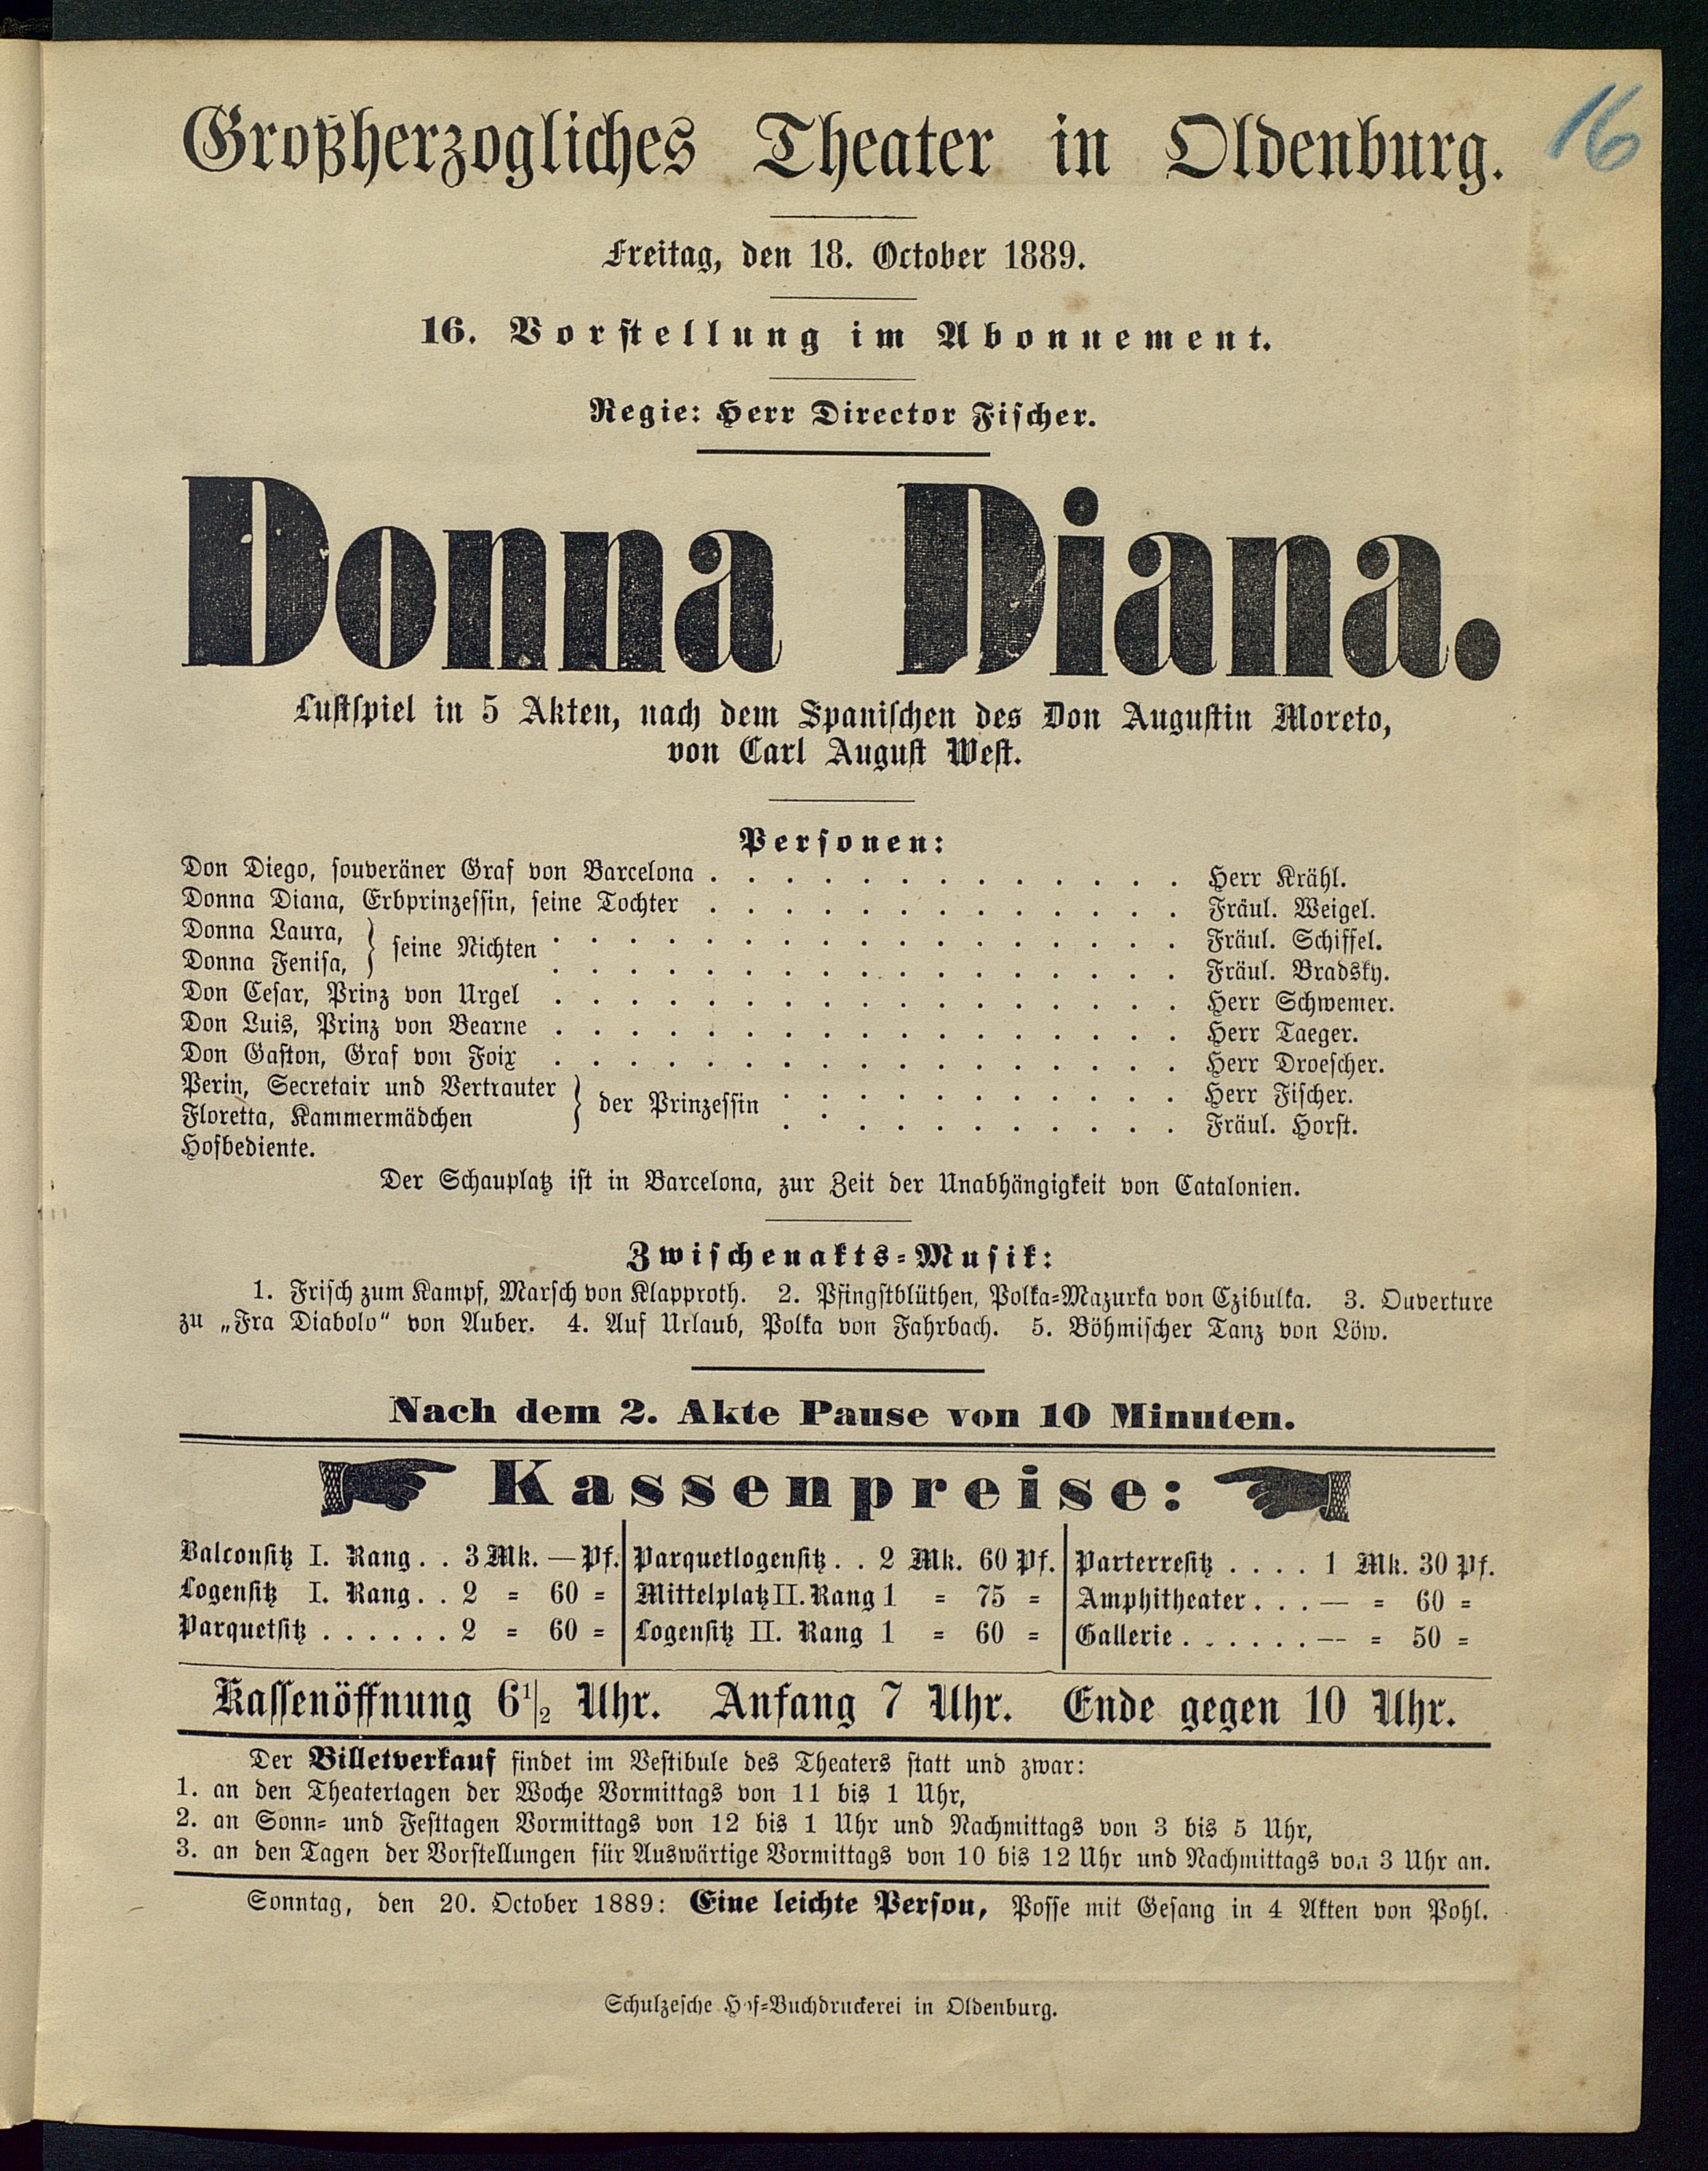 Großherzogliches Theater in Oldenburg.
16
Freitag, den 18. October 1889.
16. Vorstellung im Abonnement.
Regie: Herr Director Fischer.
Donna Diana.
Lustspiel in 5 Akten, nach dem Spanischen des Don Augustin Moreto,
von Carl August West.
Personen:
Don Diego, souveräner Graf von Barcelona . . . . . . . . . . . . . Herr Krähl.
Donna Diana, Erbprinzessin, seine Tochter . . . . . . . . . . . . . Fräul. Weigel.
Donna Laura, } seine Nichten . . . . . . . . . . . . . . . . . Fräul. Schiffel.
Donna Fenisa, . . . . . . . . . . . . . . . . . Fräul. Bradsky.
Don Cesar, Prinz von Urgel . . . . . . . . . . . . . . . . . Herr Schwemer.
Don Luis, Prinz von Bearne . . . . . . . . . . . . . . . . . Herr Taeger.
Don Gaston, Graf von Foix . . . . . . . . . . . . . . . . . Herr Droescher.
Perin, Secretair und Vertrauter } der Prinzessin . . . . . . . . . . . Herr Fischer.
Floretta, Kammermädchen . . . . . . . . . . . Fräul. Horst.
Hofbediente.
Der Schauplatz ist in Barcelona, zur Zeit der Unabhängigkeit von Catalonien.
Zwischenakts-Musik:
1. Frisch zum Kampf, Marsch von Klapproth. 2. Pfingstblüthen, Polka-Mazurka von Czibulka. 3. Ouverture
zu „Fra Diabolo“ von Auber. 4. Auf Urlaub, Polka von Fahrbach. 5. Böhmischer Tanz von Löw.
Nach dem 2. Akte Pause von 10 Minuten.
Kassenpreise:
Balconsitz I. Rang . . 3 Mk. — Pf. Parquetlogensitz . . 2 Mk. 60 Pf. Parterresitz . . . . 1 Mk. 30 Pf.
Logensitz I. Rang . . 2 = 60 = Mittelplatz II. Rang 1 = 75 = Amphitheater . . . — = 60 =
Parquetsitz . . . . . . 2 = 60 = Logensitz II. Rang 1 = 60 = Gallerie . . . . . . — = 50 =
Kassenöffnung 6 1/2 Uhr. Anfang 7 Uhr. Ende gegen 10 Uhr.
Der Billetverkauf findet im Vestibule des Theaters statt und zwar:
1. an den Theatertagen der Woche Vormittags von 11 bis 1 Uhr,
2. an Sonn- und Festtagen Vormittags von 12 bis 1 Uhr und Nachmittags von 3 bis 5 Uhr,
3. an den Tagen der Vorstellungen für Auswärtige Vormittags von 10 bis 12 Uhr und Nachmittags von 3 Uhr an.
Sonntag, den 20. October 1889: Eine leichte Person, Posse mit Gesang in 4 Akten von Pohl.
Schulzesche Hof-Buchdruckerei in Oldenburg.